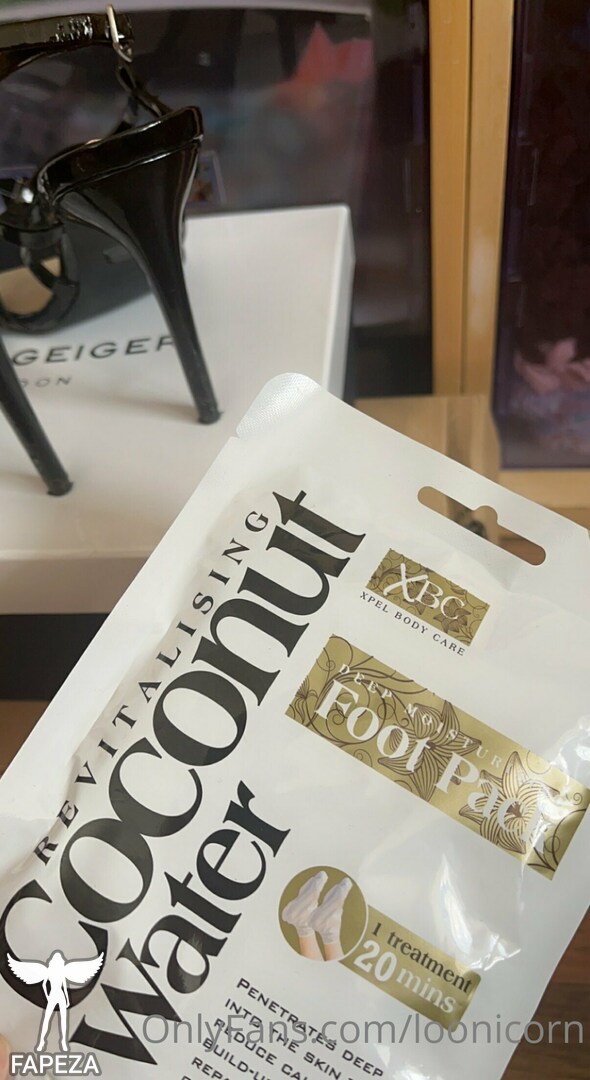 GEIGER
REVITALISING
Coconut
Water
XBC
XPEL BODY CARE
Foot Pack
1 treatment
20 mins
PENETRATES DEEP
INTO THE SKIN
OnlyFans.com/loonicorn
FAPEZA